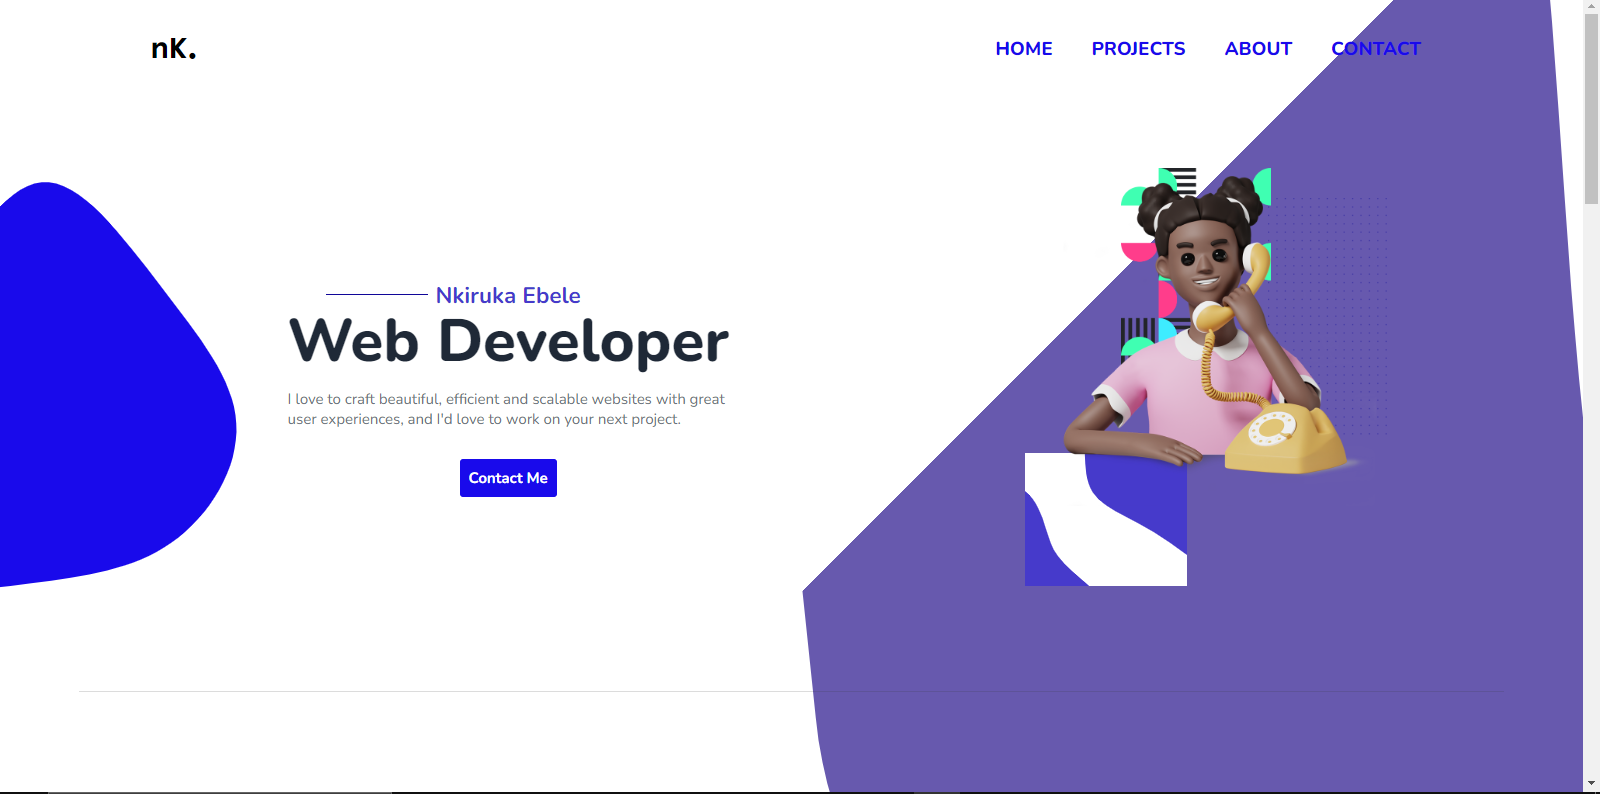 nK.
HOME PROJECTS ABOUT CONTACT
Nkiruka Ebele
Web Developer
I love to craft beautiful, efficient and scalable websites with great
user experiences, and I'd love to work on your next project.
Contact Me